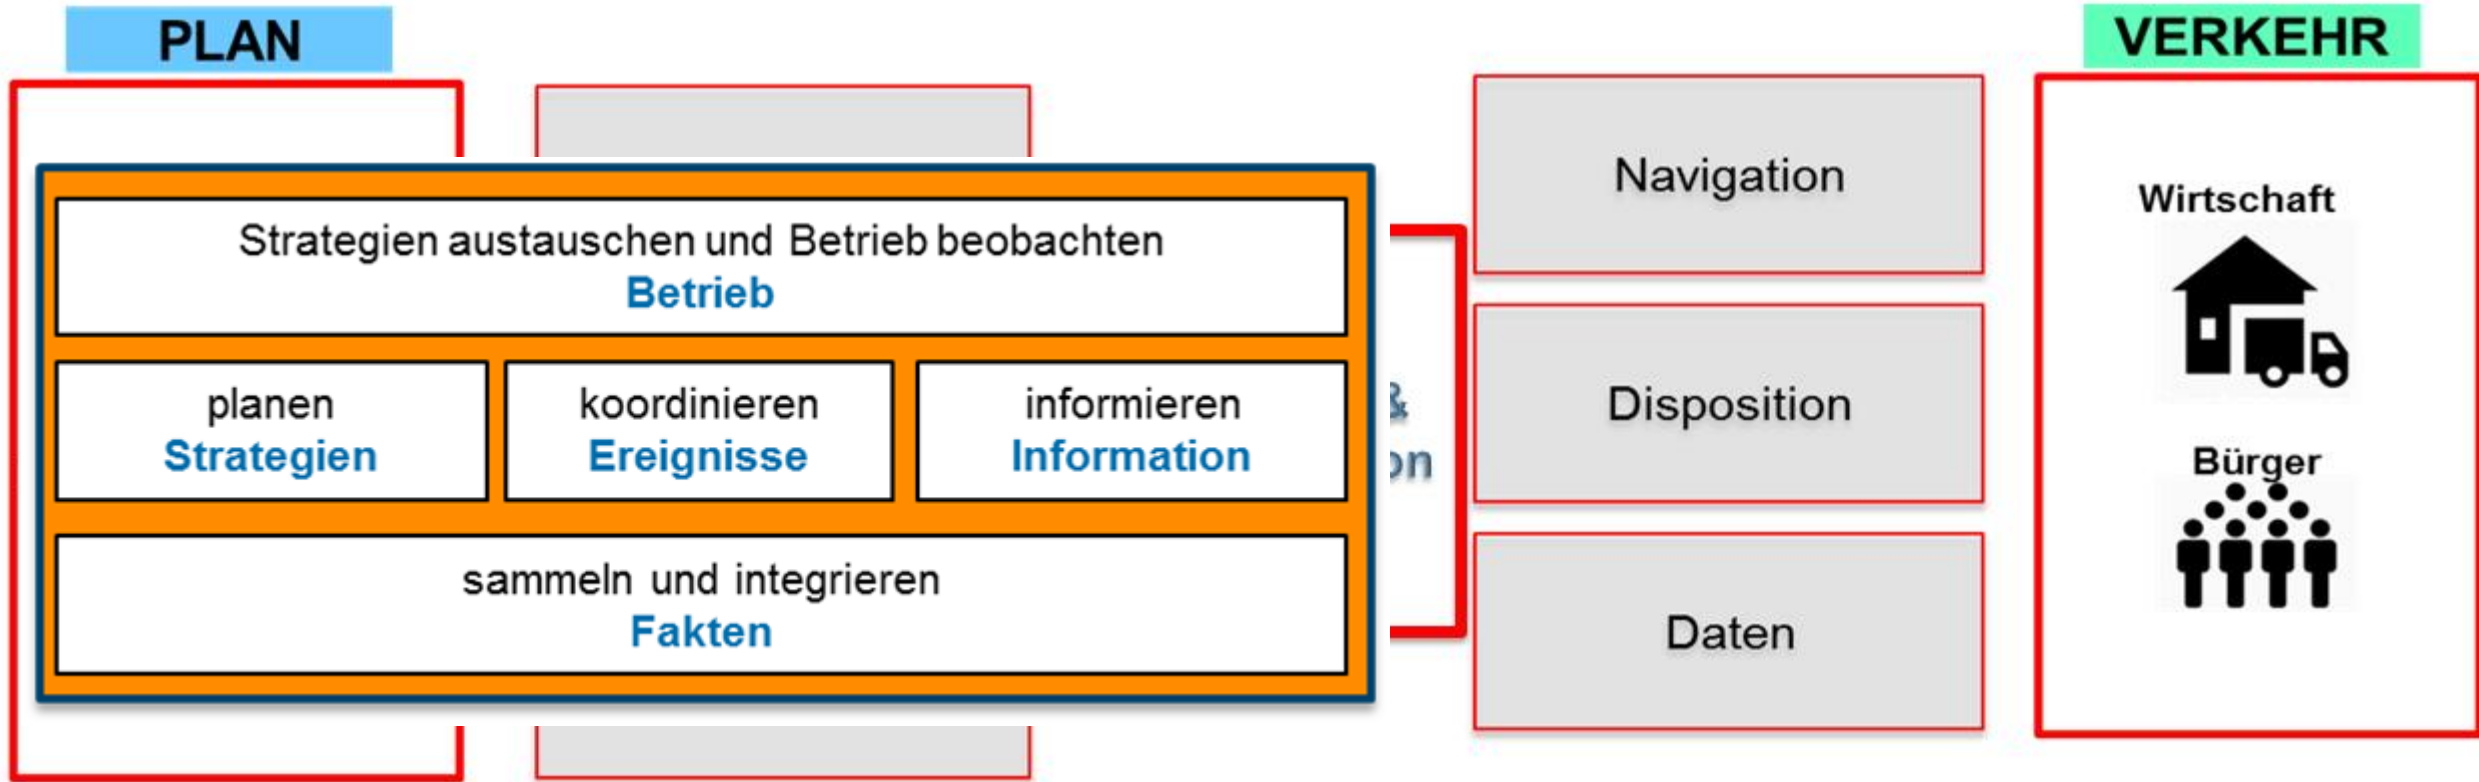 PLAN
Strategien austauschen und Betrieb beobachten
Betrieb
planen
Strategien
koordinieren
Ereignisse
informieren
Information
sammeln und integrieren
Fakten
&
Navigation
Disposition
Daten
VERKEHR
Wirtschaft
Bürger